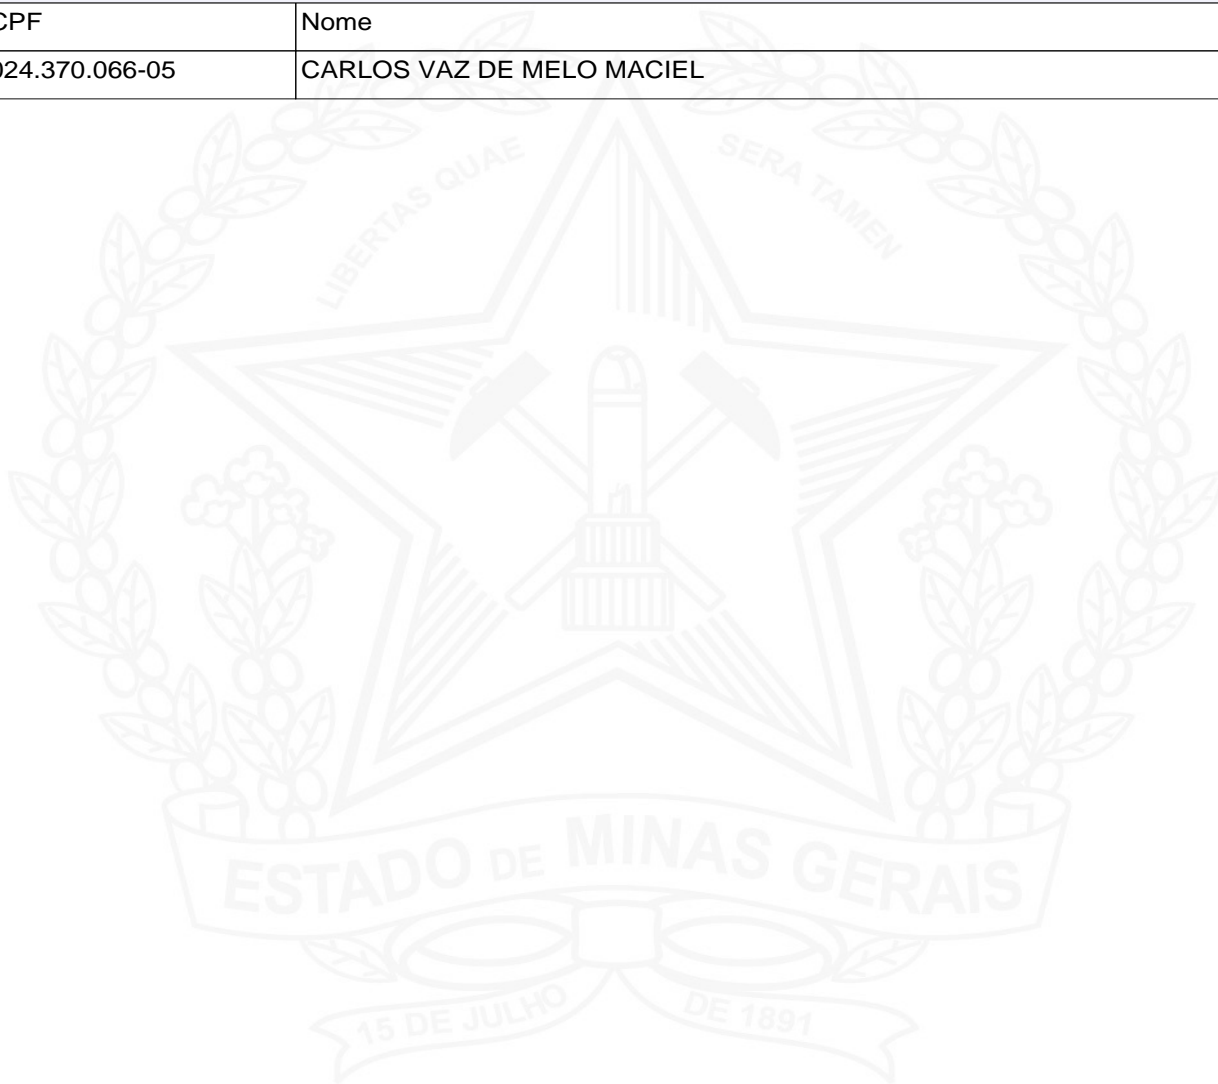 CPF Nome
024.370.066-05 CARLOS VAZ DE MELO MACIEL
LIBERTAS QUAE SERA TAMEN
ESTADO DE MINAS GERAIS
15 DE JULHO DE 1891